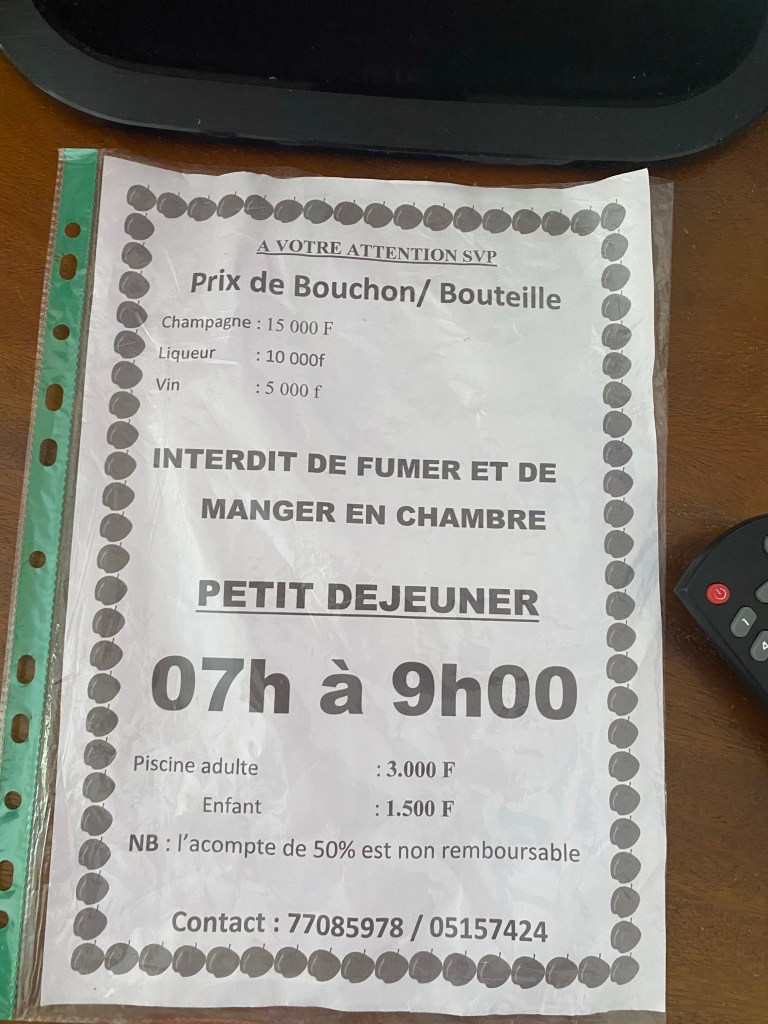 A VOTRE ATTENTION SVP
Prix de Bouchon/ Bouteille
Champagne : 15 000 F
Liqueur : 10 000f
Vin : 5 000 f
INTERDIT DE FUMER ET DE
MANGER EN CHAMBRE
PETIT DEJEUNER
07h à 9h00
Piscine adulte : 3.000 F
Enfant : 1.500 F
NB : l'acompte de 50% est non remboursable
Contact : 77085978 / 05157424
1
4